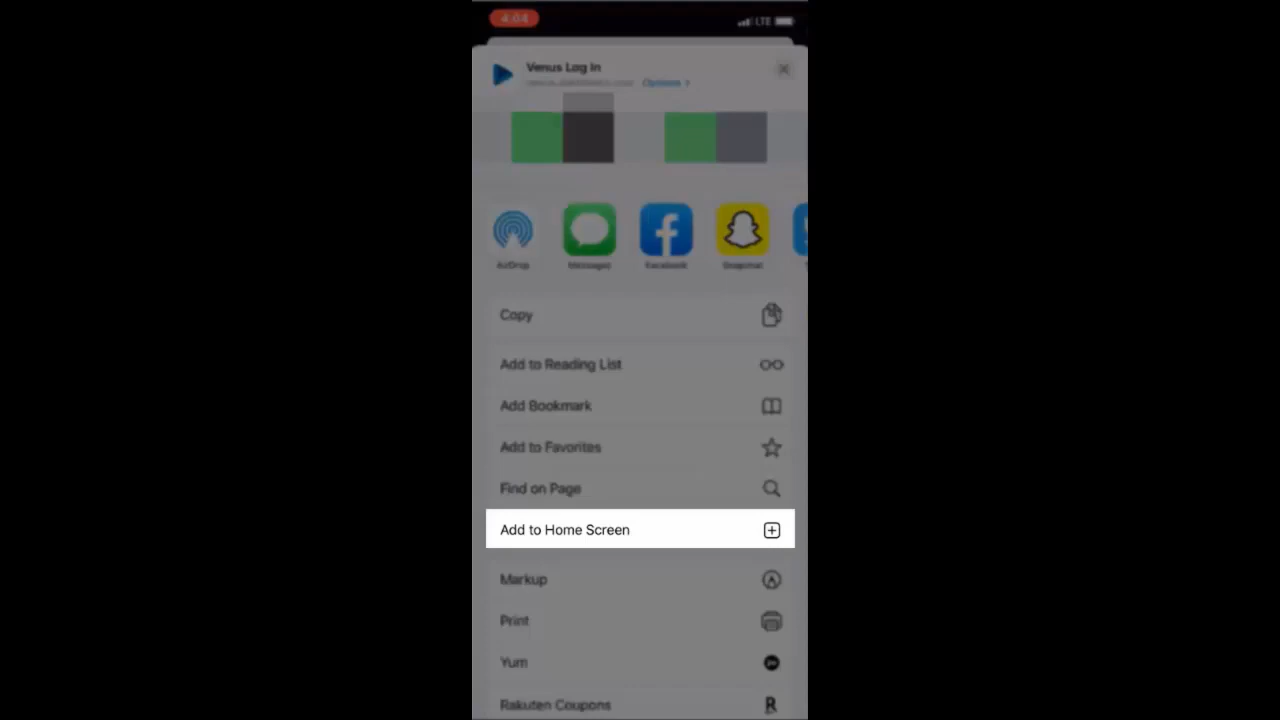 4:04
LTE
Venus Log In
Options >
AirDrop
Messages
Facebook
Snapchat
Copy
Add to Reading List
Add Bookmark
Add to Favorites
Find on Page
Add to Home Screen
Markup
Print
Yum
Rakuten Coupons
R